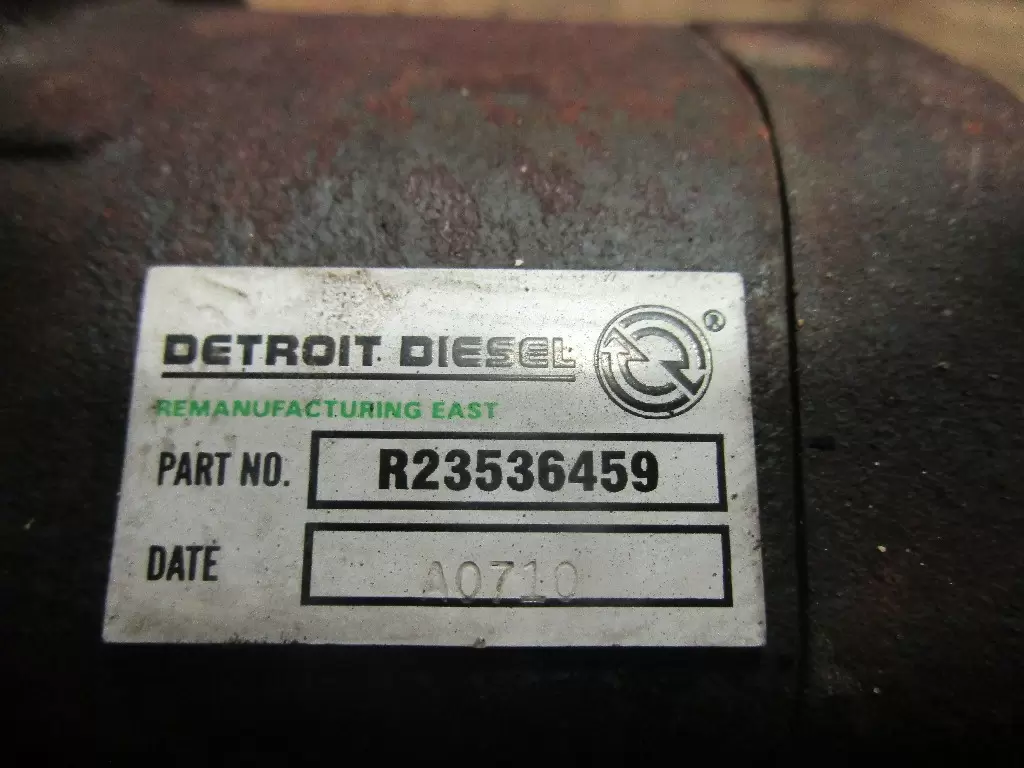 DETROIT DIESEL ®
REMANUFACTURING EAST
PART NO. R23536459
DATE A0710